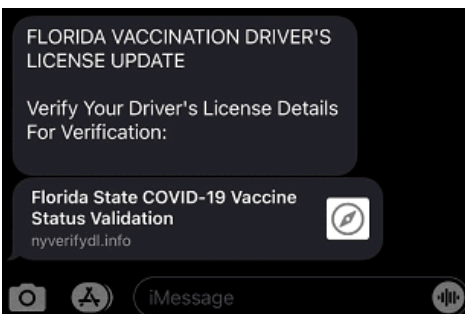 FLORIDA VACCINATION DRIVER'S
LICENSE UPDATE
Verify Your Driver's License Details
For Verification:
Florida State COVID-19 Vaccine
Status Validation
nyverifydl.info
iMessage